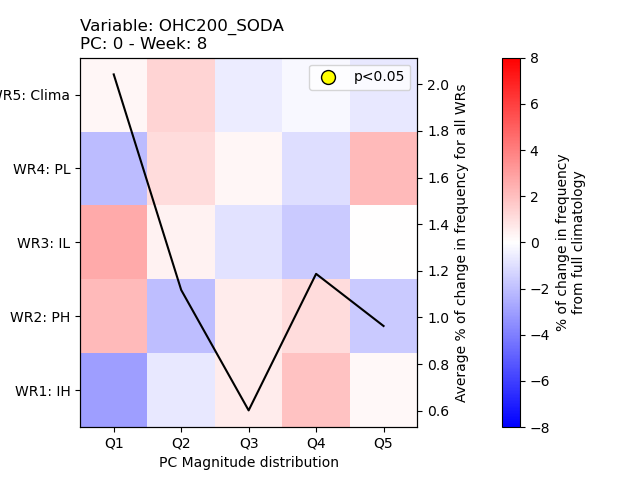 Variable: OHC200_SODA
PC: 0 - Week: 8
p<0.05
WR5: Clima
WR4: PL
WR3: IL
WR2: PH
WR1: IH
Q1 Q2 Q3 Q4 Q5
PC Magnitude distribution
2.0
1.8
1.6
1.4
1.2
1.0
0.8
0.6
Average % of change in frequency for all WRs
8
6
4
2
0
−2
−4
−6
−8
% of change in frequency
from full climatology